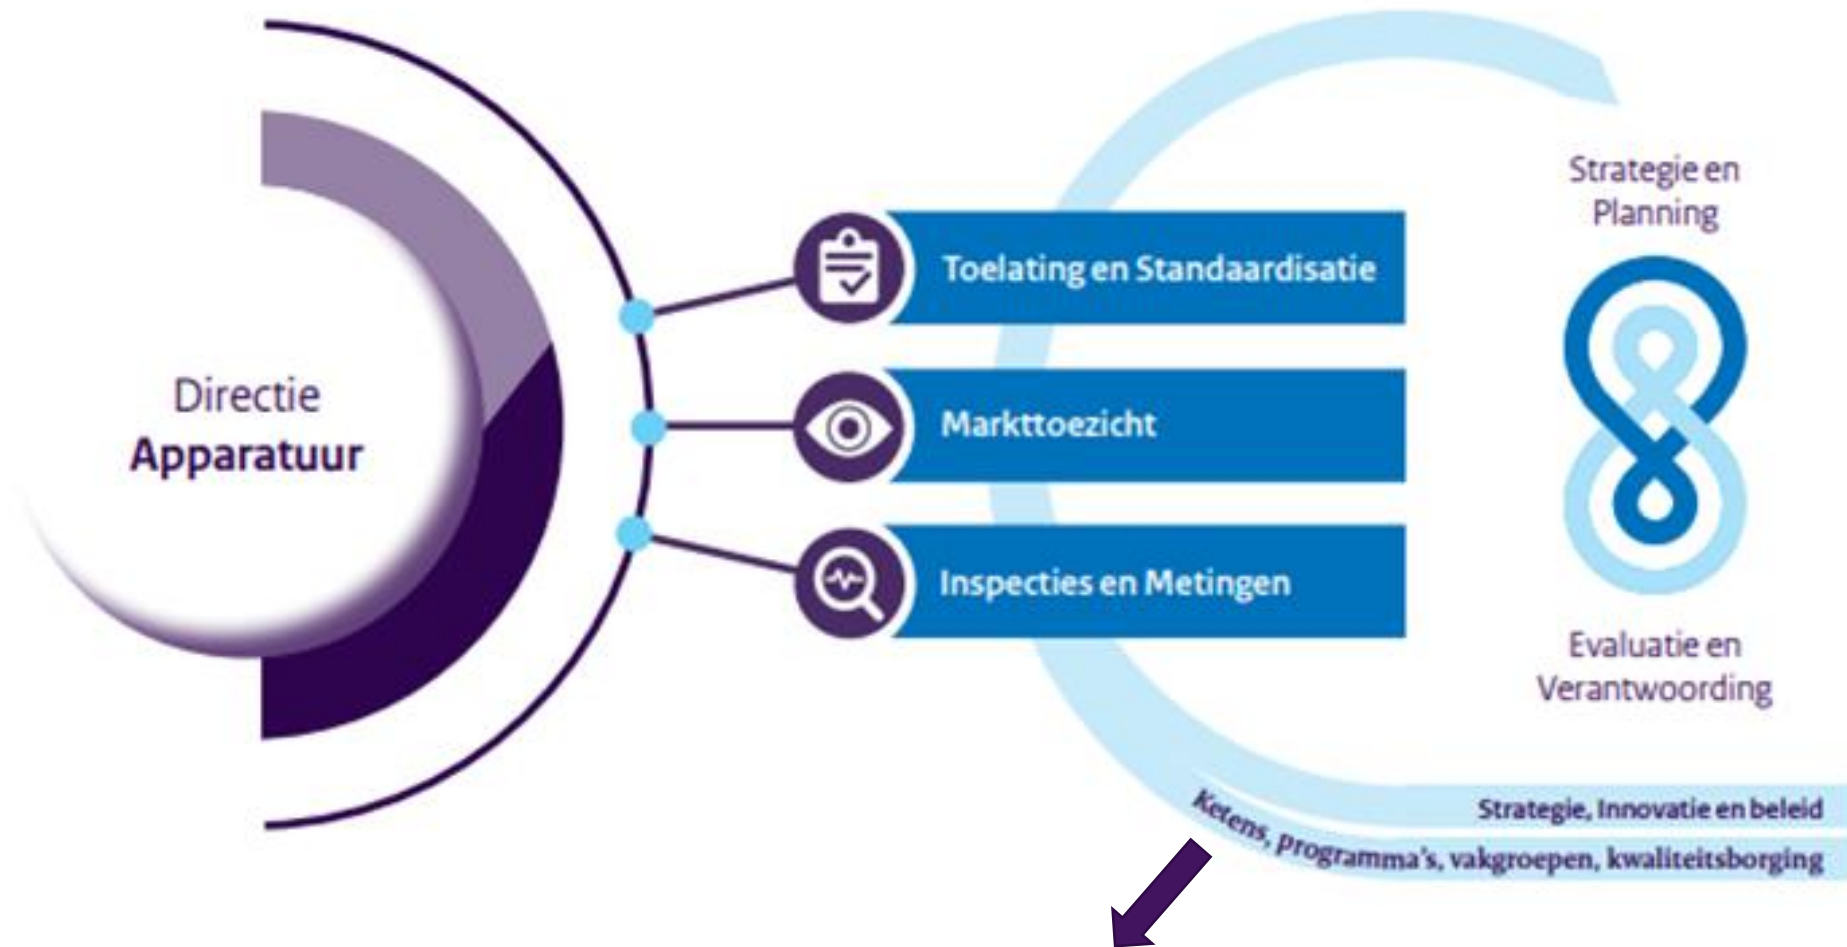 Directie
Apparatuur
Toelating en Standaardisatie
Markttoezicht
Inspecties en Metingen
Strategie en
Planning
Evaluatie en
Verantwoording
Strategie, Innovatie en beleid
Ketens, programma's, vakgroepen, kwaliteitsborging